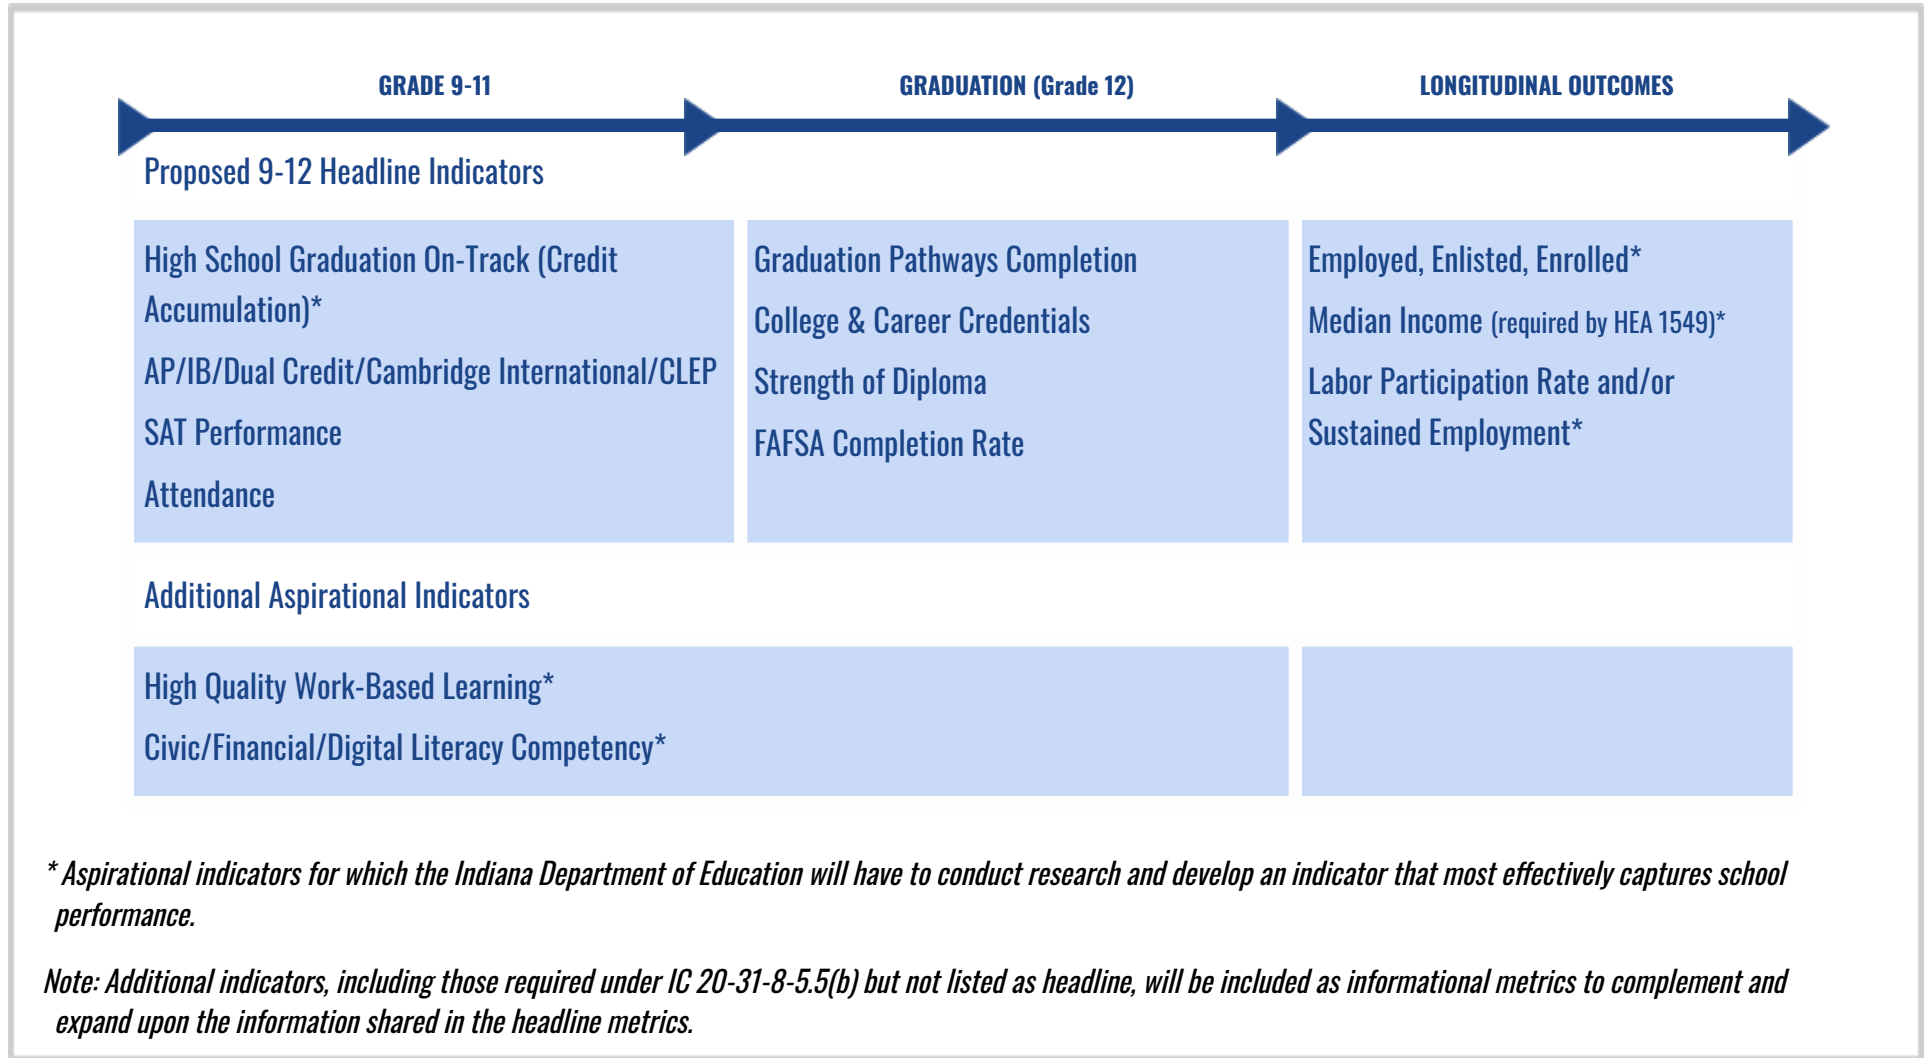 GRADE 9-11
GRADUATION (Grade 12)
LONGITUDINAL OUTCOMES
Proposed 9-12 Headline Indicators
High School Graduation On-Track (Credit
Accumulation)*
AP/IB/Dual Credit/Cambridge International/CLEP
SAT Performance
Attendance
Graduation Pathways Completion
College & Career Credentials
Strength of Diploma
FAFSA Completion Rate
Employed, Enlisted, Enrolled*
Median Income (required by HEA 1549)*
Labor Participation Rate and/or
Sustained Employment*
Additional Aspirational Indicators
High Quality Work-Based Learning*
Civic/Financial/Digital Literacy Competency*
* Aspirational indicators for which the Indiana Department of Education will have to conduct research and develop an indicator that most effectively captures school
performance.
Note: Additional indicators, including those required under IC 20-31-8-5.5(b) but not listed as headline, will be included as informational metrics to complement and
expand upon the information shared in the headline metrics.